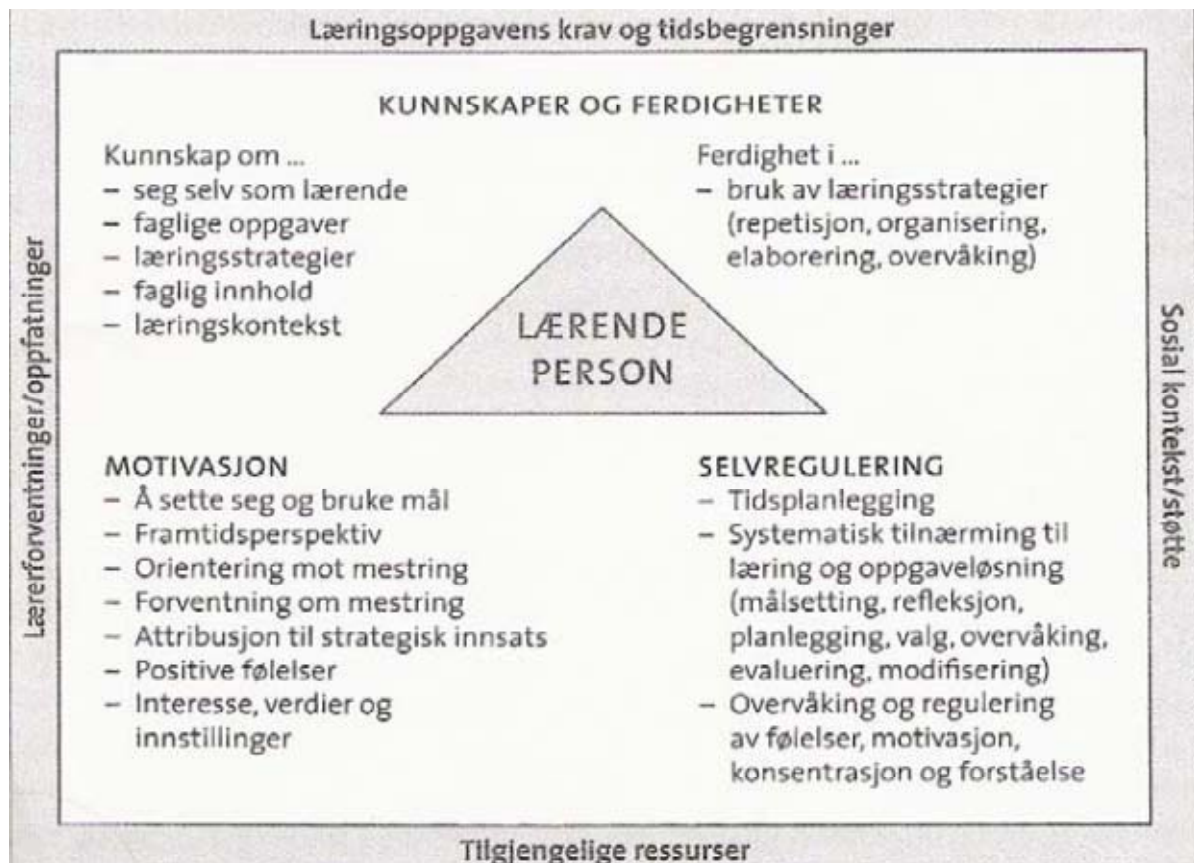 Læringsoppgavens krav og tidsbegrensninger
KUNNSKAPER OG FERDIGHETER
Kunnskap om ...
– seg selv som lærende
– faglige oppgaver
– læringsstrategier
– faglig innhold
– læringskontekst
Ferdighet i ...
– bruk av læringsstrategier
(repetisjon, organisering,
elaborering, overvåking)
Lærerforventninger/oppfatninger
LÆRENDE
PERSON
Sosial kontekst/støtte
MOTIVASJON
– Å sette seg og bruke mål
– Framtidsperspektiv
– Orientering mot mestring
– Forventning om mestring
– Attribusjon til strategisk innsats
– Positive følelser
– Interesse, verdier og
innstillinger
SELVREGULERING
– Tidsplanlegging
– Systematisk tilnærming til
læring og oppgaveløsning
(målsetting, refleksjon,
planlegging, valg, overvåking,
evaluering, modifisering)
– Overvåking og regulering
av følelser, motivasjon,
konsentrasjon og forståelse
Tilgjengelige ressurser